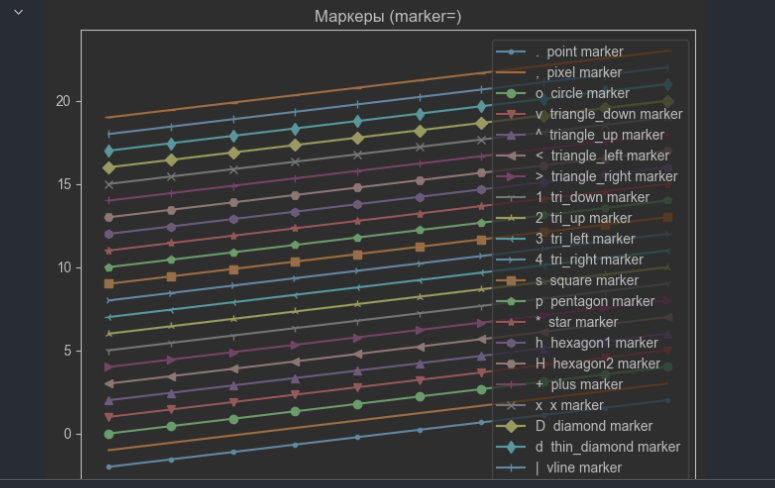 Маркеры (marker=)
. point marker
, pixel marker
o circle marker
v triangle_down marker
^ triangle_up marker
< triangle_left marker
> triangle_right marker
1 tri_down marker
2 tri_up marker
3 tri_left marker
4 tri_right marker
s square marker
p pentagon marker
* star marker
h hexagon1 marker
H hexagon2 marker
+ plus marker
x x marker
D diamond marker
d thin_diamond marker
| vline marker
20
15
10
5
0